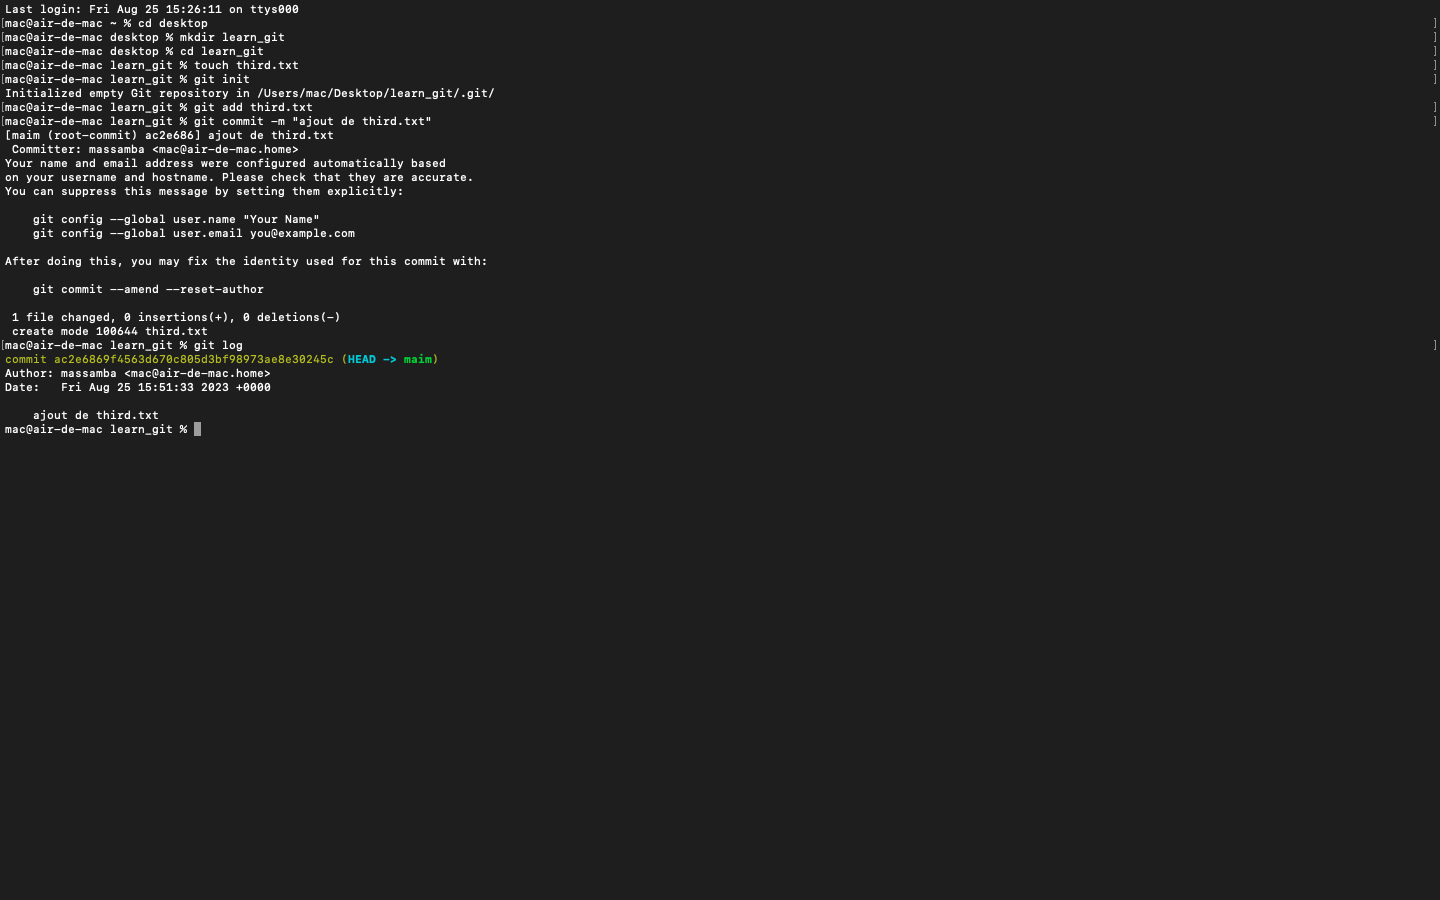 Last login: Fri Aug 25 15:26:11 on ttys000
[mac@air-de-mac ~ % cd desktop ]
[mac@air-de-mac desktop % mkdir learn_git ]
[mac@air-de-mac desktop % cd learn_git ]
[mac@air-de-mac learn_git % touch third.txt ]
[mac@air-de-mac learn_git % git init ]
Initialized empty Git repository in /Users/mac/Desktop/learn_git/.git/
[mac@air-de-mac learn_git % git add third.txt ]
[mac@air-de-mac learn_git % git commit -m "ajout de third.txt" ]
[maim (root-commit) ac2e686] ajout de third.txt
 Committer: massamba <mac@air-de-mac.home>
Your name and email address were configured automatically based
on your username and hostname. Please check that they are accurate.
You can suppress this message by setting them explicitly:

    git config --global user.name "Your Name"
    git config --global user.email you@example.com

After doing this, you may fix the identity used for this commit with:

    git commit --amend --reset-author

 1 file changed, 0 insertions(+), 0 deletions(-)
 create mode 100644 third.txt
[mac@air-de-mac learn_git % git log ]
commit ac2e6869f4563d670c805d3bf98973ae8e30245c (HEAD -> maim)
Author: massamba <mac@air-de-mac.home>
Date:   Fri Aug 25 15:51:33 2023 +0000

    ajout de third.txt
mac@air-de-mac learn_git %